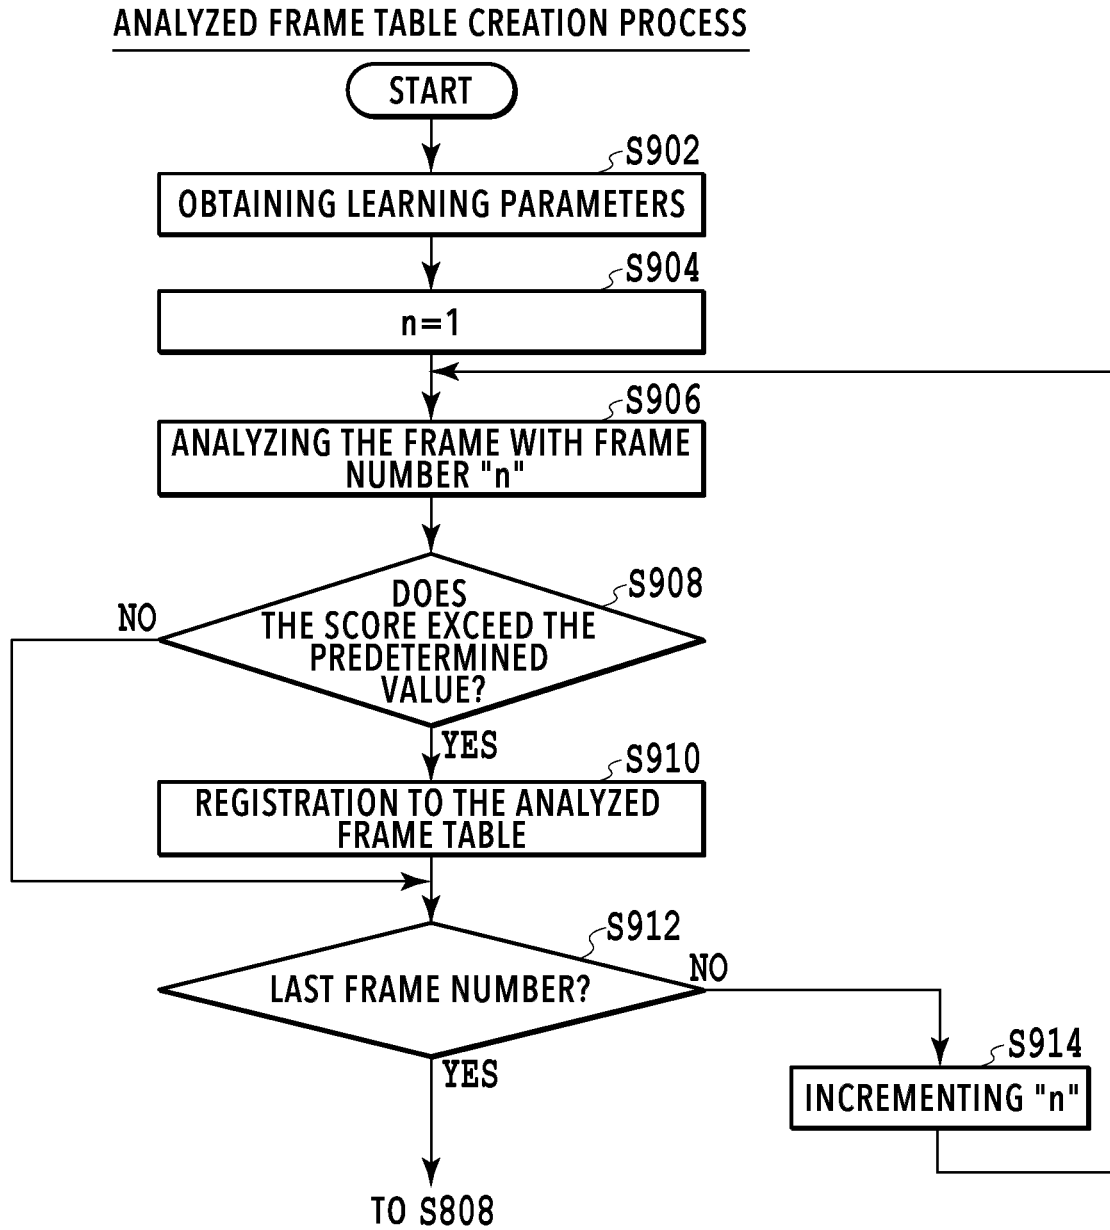 ANALYZED FRAME TABLE CREATION PROCESS
START
S902
OBTAINING LEARNING PARAMETERS
S904
n=1
S906
ANALYZING THE FRAME WITH FRAME
NUMBER "n"
S908
DOES
THE SCORE EXCEED THE
PREDETERMINED
VALUE?
NO
YES
S910
REGISTRATION TO THE ANALYZED
FRAME TABLE
S912
LAST FRAME NUMBER?
NO
YES
S914
INCREMENTING "n"
TO S808